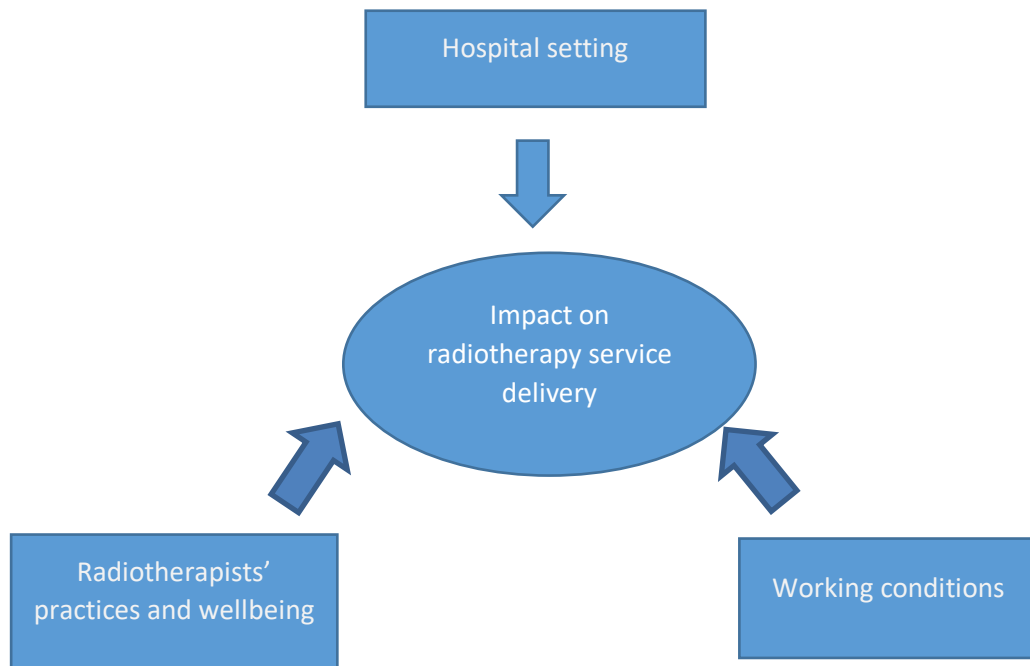 Hospital setting
Impact on
radiotherapy service
delivery
Radiotherapists’
practices and wellbeing
Working conditions